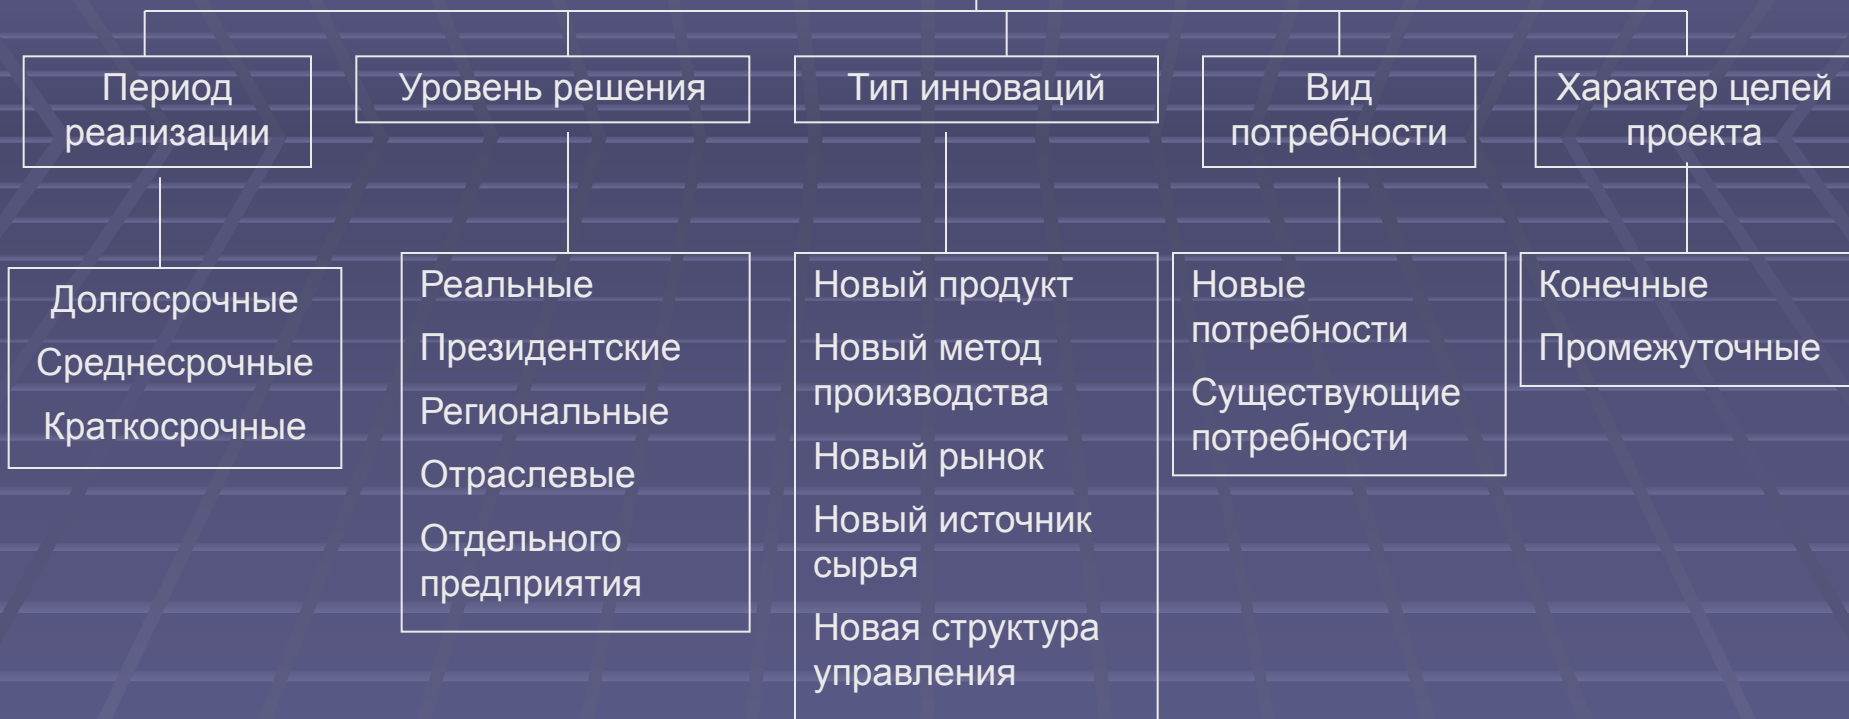 Период
реализации
Уровень решения
Тип инноваций
Вид
потребности
Характер целей
проекта
Долгосрочные
Среднесрочные
Краткосрочные
Реальные
Президентские
Региональные
Отраслевые
Отдельного
предприятия
Новый продукт
Новый метод
производства
Новый рынок
Новый источник
сырья
Новая структура
управления
Новые
потребности
Существующие
потребности
Конечные
Промежуточные